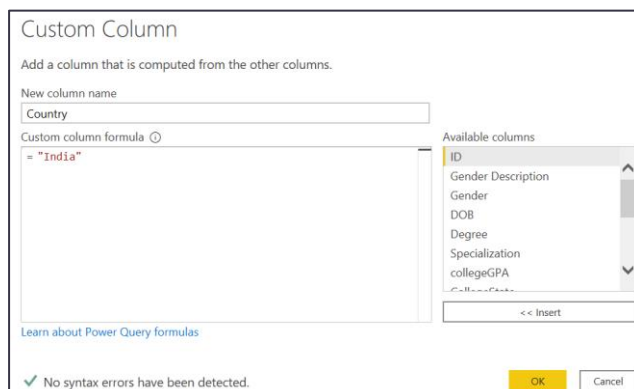 Custom Column
Add a column that is computed from the other columns.
New column name
Country
Custom column formula
Available columns
= "India"
ID
Gender Description
Gender
DOB
Degree
Specialization
collegeGPA
CollegeState
<< Insert
Learn about Power Query formulas
No syntax errors have been detected.
OK
Cancel